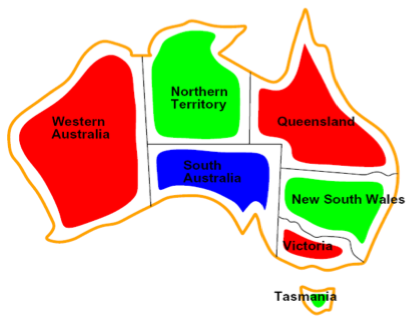 Northern
Territory
Western
Australia
Queensland
South
Australia
New South Wales
Victoria
Tasmania